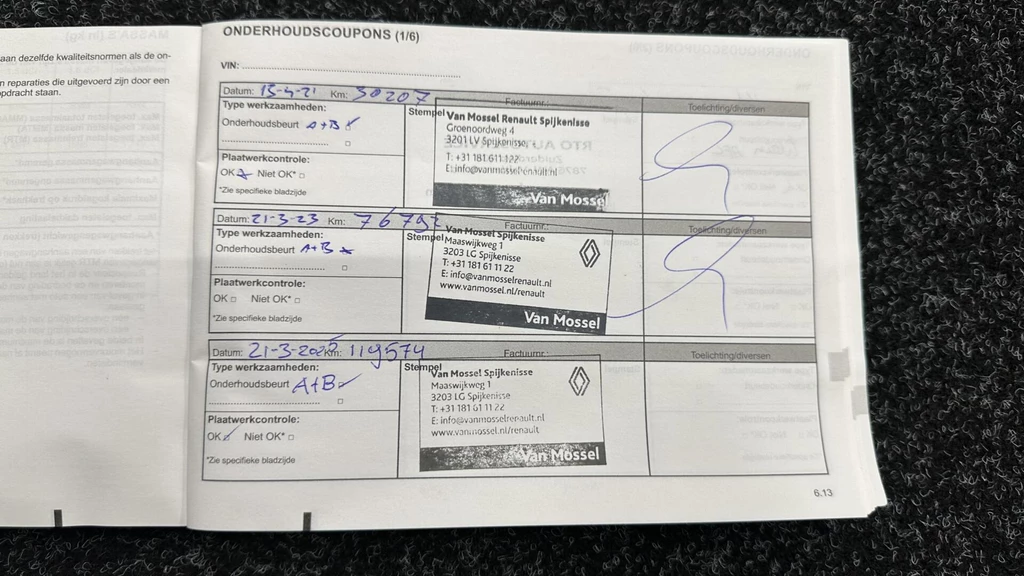 aan dezelfde kwaliteitsnormen als de on-
n reparaties die uitgevoerd zijn door een
opdracht staan.
ONDERHOUDSCOUPONS (1/6)
VIN:
Datum: 13-4-21 Km: 30207 Factuurnr.: Toelichting/diversen
Type werkzaamheden:
Onderhoudsbeurt A+B
Plaatwerkcontrole:
OK Niet OK*
*Zie specifieke bladzijde
Stempel
Van Mossel Renault Spijkenisse
Groenoordweg 4
3201 LV Spijkenisse
T: +31 181 611 122
E: info@vanmosselrenault.nl
Van Mossel
Datum: 21-3-23 Km: 76797 Factuurnr.: Toelichting/diversen
Type werkzaamheden:
Onderhoudsbeurt A+B
Plaatwerkcontrole:
OK Niet OK*
*Zie specifieke bladzijde
Stempel
Van Mossel Spijkenisse
Maaswijkweg 1
3203 LG Spijkenisse
T: +31 181 61 11 22
E: info@vanmosselrenault.nl
www.vanmossel.nl/renault
Van Mossel
Datum: 21-3-2025 Km: 119574 Factuurnr.: Toelichting/diversen
Type werkzaamheden:
Onderhoudsbeurt A+B
Plaatwerkcontrole:
OK Niet OK*
*Zie specifieke bladzijde
Stempel
Van Mossel Spijkenisse
Maaswijkweg 1
3203 LG Spijkenisse
T: +31 181 61 11 22
E: info@vanmosselrenault.nl
www.vanmossel.nl/renault
Van Mossel
6.13